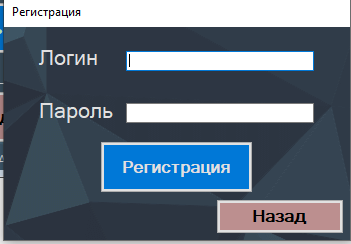 Регистрация
Логин
Пароль
Регистрация
Назад